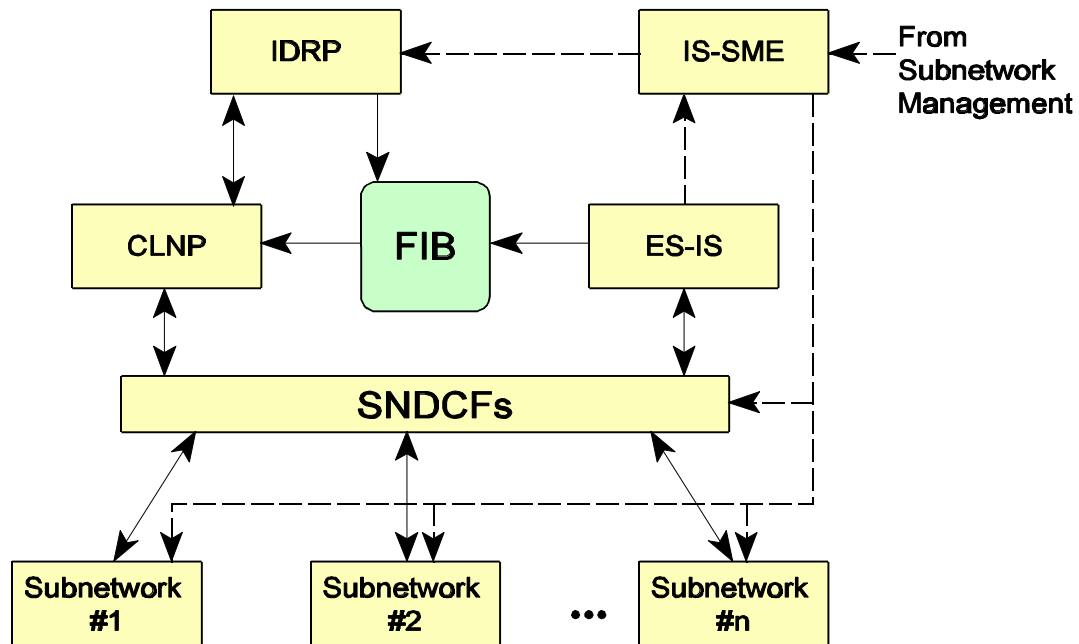 IDRP
IS-SME
From
Subnetwork
Management
CLNP
FIB
ES-IS
SNDCFs
Subnetwork
#1
Subnetwork
#2
•••
Subnetwork
#n